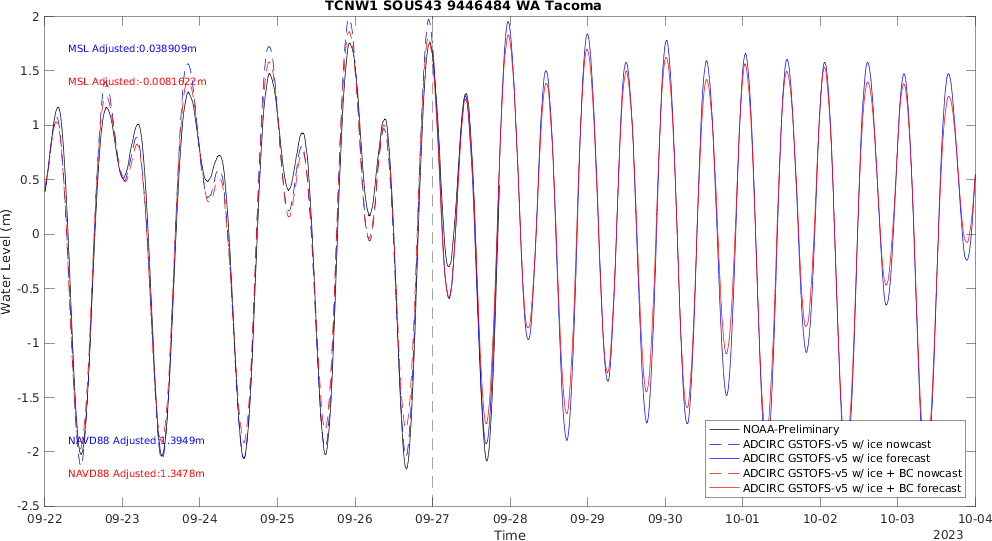 TCNW1 SOUS43 9446484 WA Tacoma
2
1.5
1
0.5
0
-0.5
-1
-1.5
-2
-2.5
Water Level (m)
MSL Adjusted:0.038909m
MSL Adjusted:-0.0081622m
NAVD88 Adjusted:1.3949m
NAVD88 Adjusted:1.3478m
NOAA-Preliminary
ADCIRC GSTOFS-v5 w/ ice nowcast
ADCIRC GSTOFS-v5 w/ ice forecast
ADCIRC GSTOFS-v5 w/ ice + BC nowcast
ADCIRC GSTOFS-v5 w/ ice + BC forecast
09-22 09-23 09-24 09-25 09-26 09-27 09-28 09-29 09-30 10-01 10-02 10-03 10-04
Time
2023